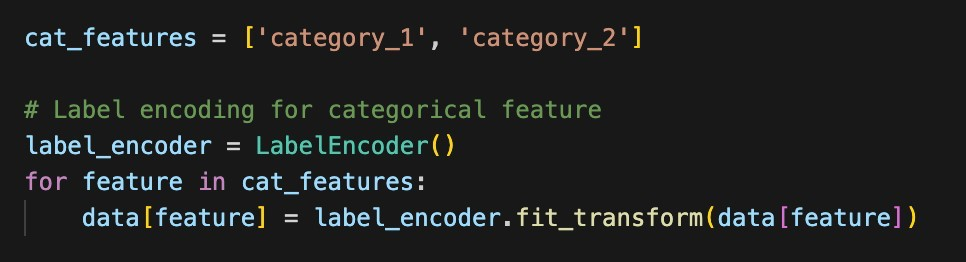 cat_features = ['category_1', 'category_2']
# Label encoding for categorical feature
label_encoder = LabelEncoder()
for feature in cat_features:
    data[feature] = label_encoder.fit_transform(data[feature])